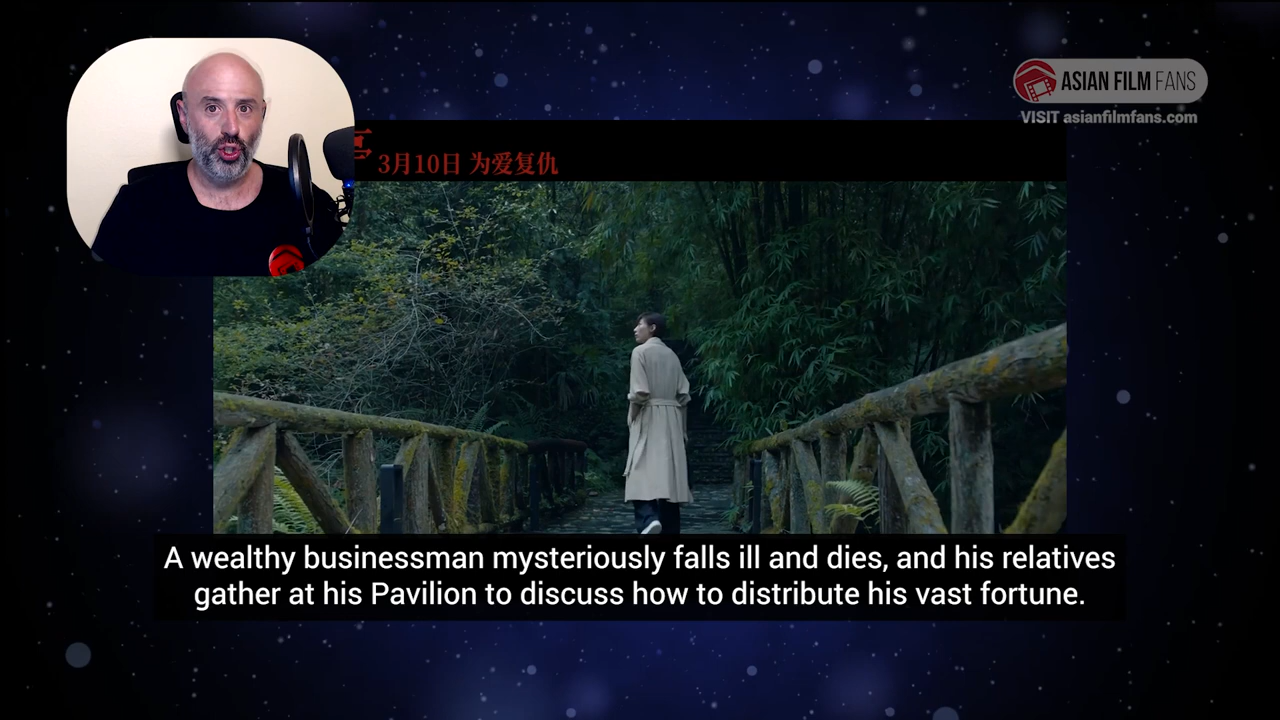 ASIAN FILM FANS
VISIT asianfilmfans.com
3月10日 为爱复仇
A wealthy businessman mysteriously falls ill and dies, and his relatives
gather at his Pavilion to discuss how to distribute his vast fortune.